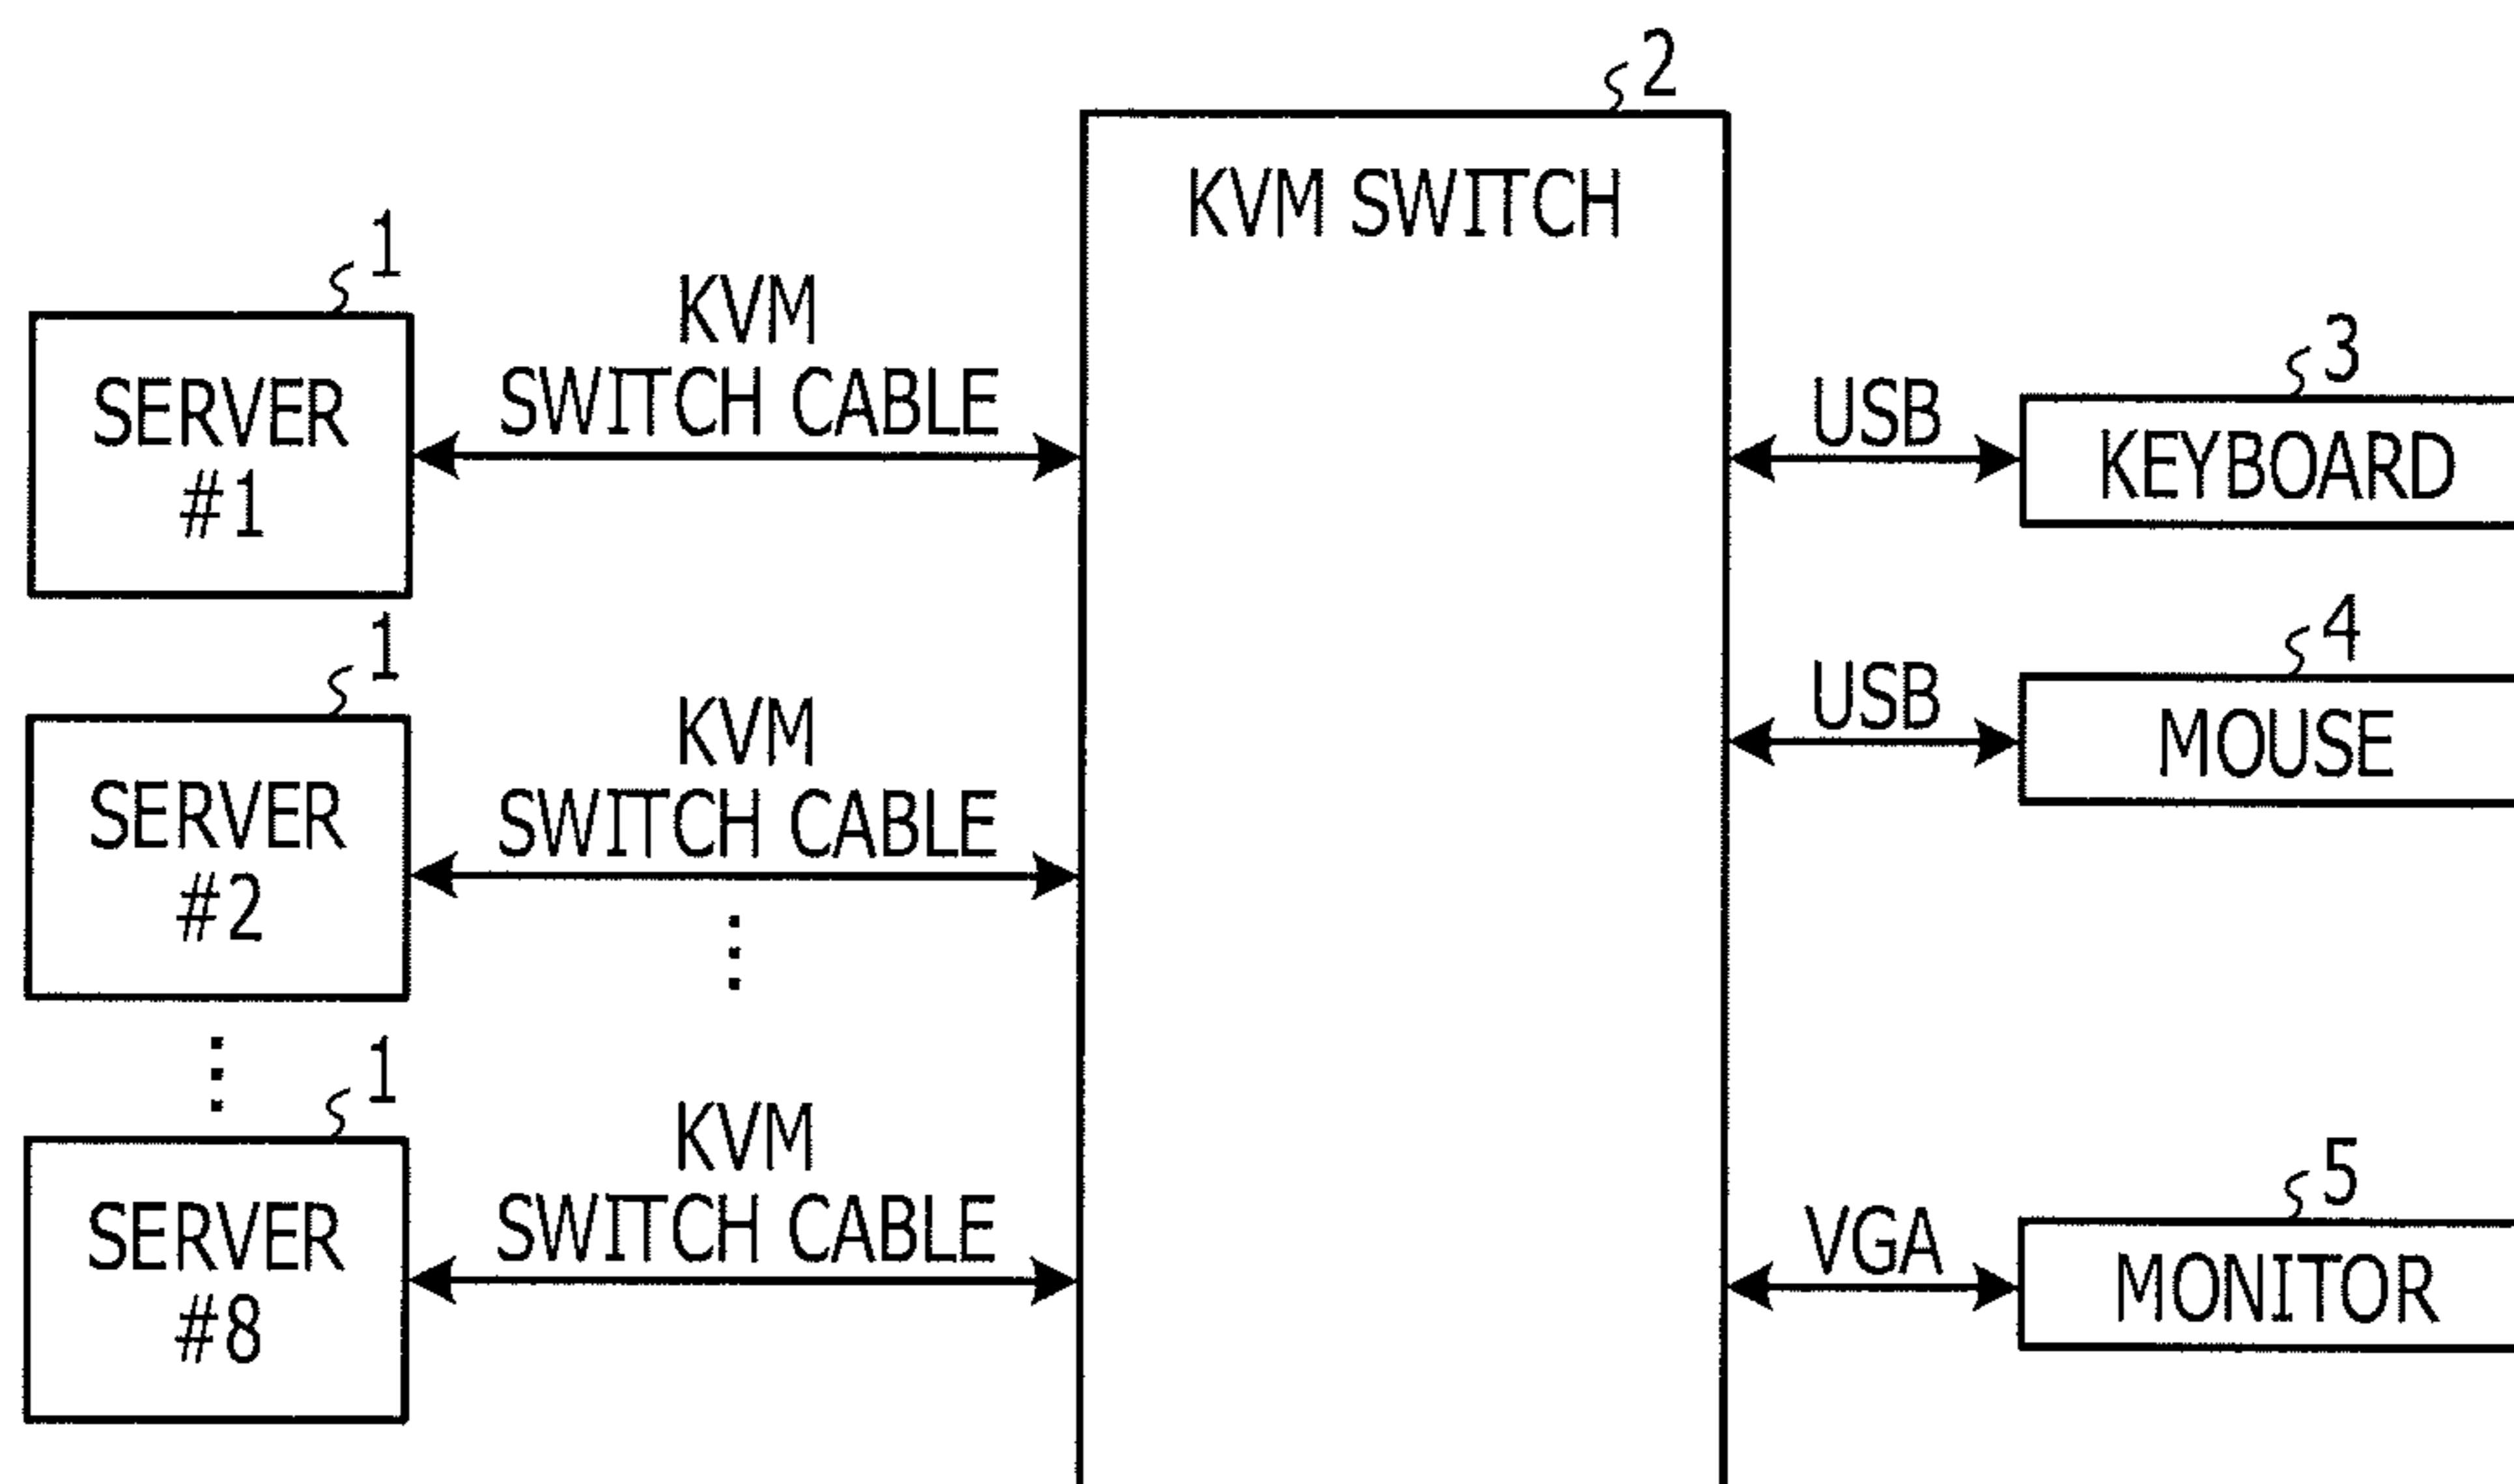 2
KVM SWITCH
1
SERVER
#1
KVM
SWITCH CABLE
USB
3
KEYBOARD
1
SERVER
#2
KVM
SWITCH CABLE
USB
4
MOUSE
1
SERVER
#8
KVM
SWITCH CABLE
VGA
5
MONITOR